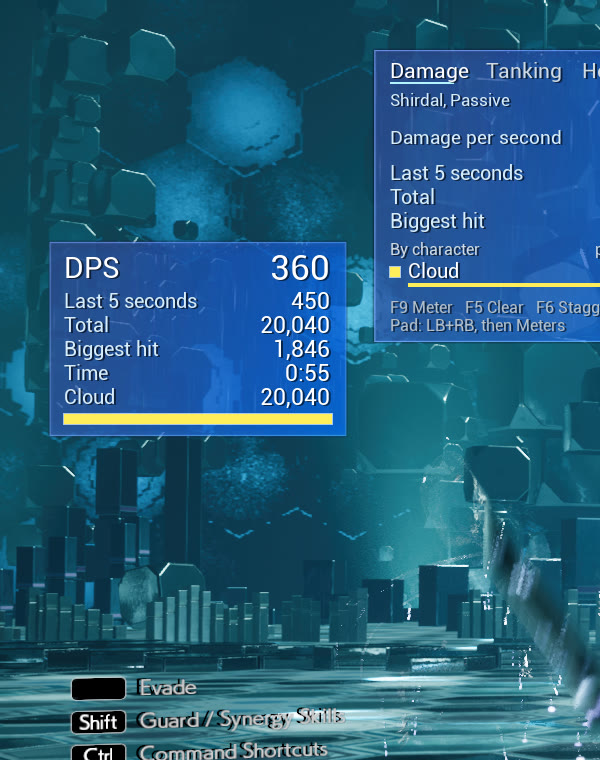 Damage Tanking
Shirdal, Passive
Damage per second
Last 5 seconds
Total
Biggest hit
By character
Cloud
F9 Meter F5 Clear F6 Stagg
Pad: LB+RB, then Meters
DPS 360
Last 5 seconds 450
Total 20,040
Biggest hit 1,846
Time 0:55
Cloud 20,040
Evade
Shift Guard / Synergy Skills
Ctrl Command Shortcuts